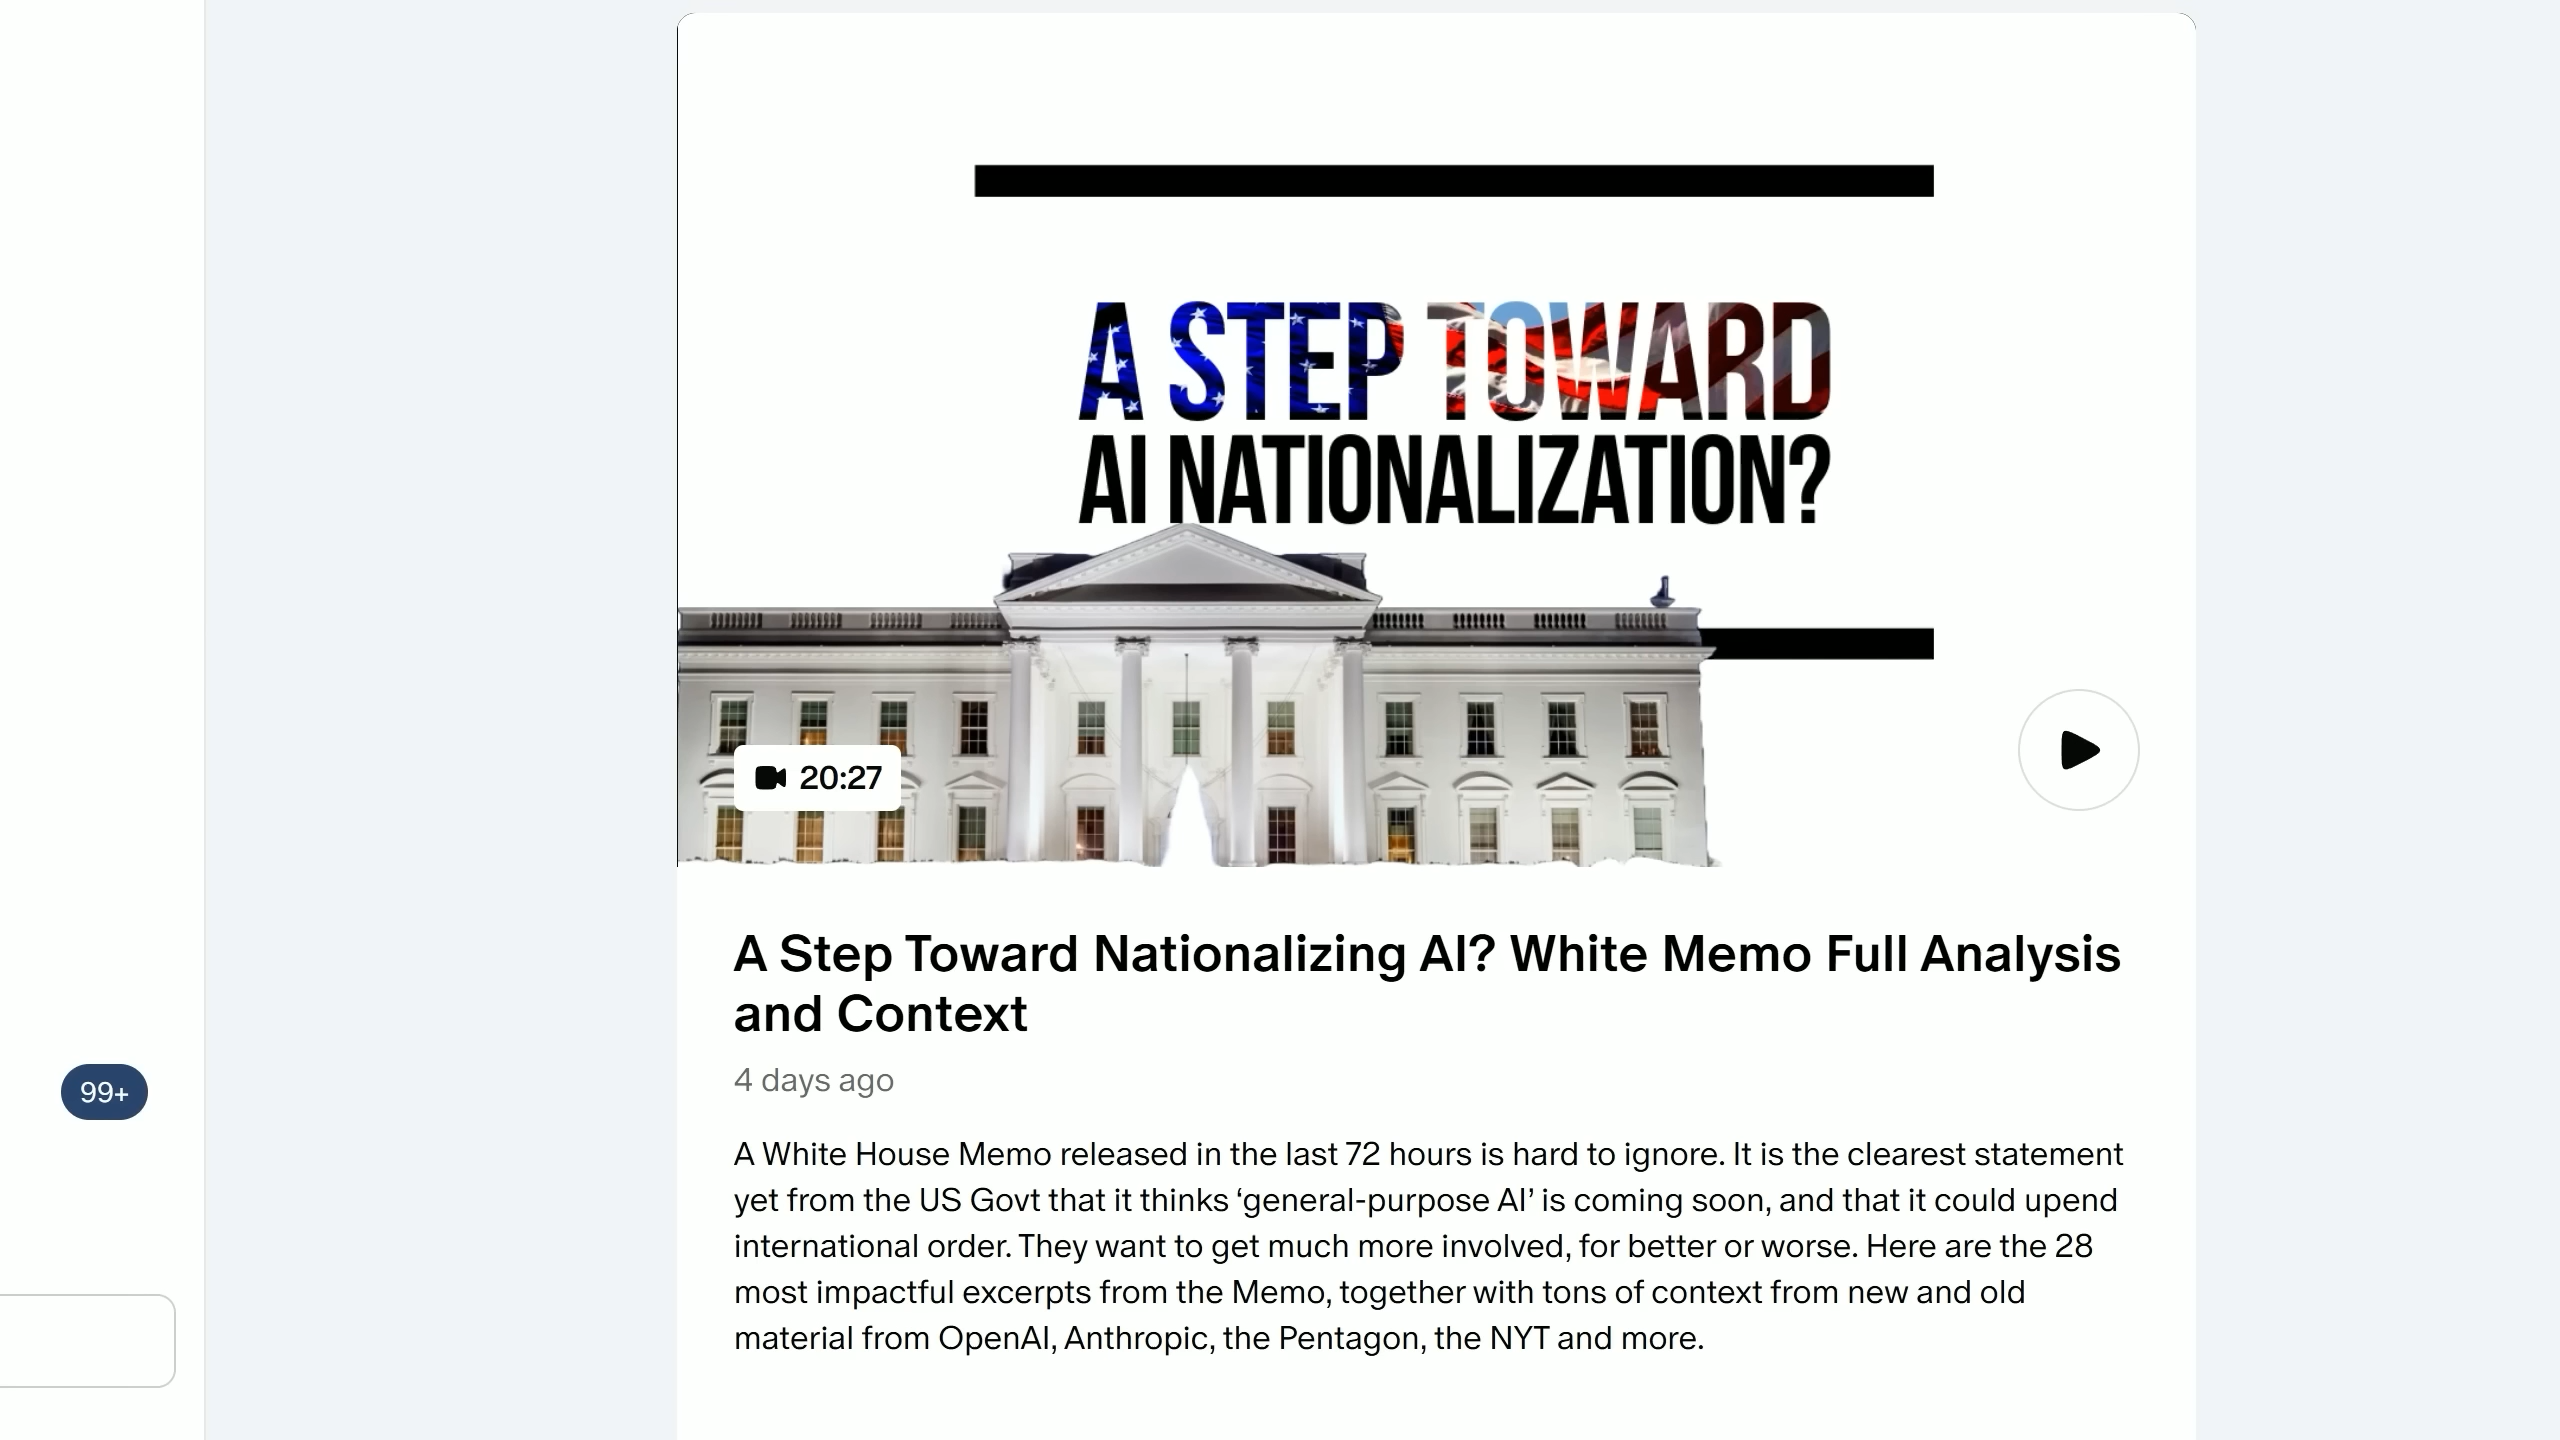 A STEP TOWARD
AI NATIONALIZATION?
20:27
A Step Toward Nationalizing AI? White Memo Full Analysis
and Context
4 days ago
99+
A White House Memo released in the last 72 hours is hard to ignore. It is the clearest statement
yet from the US Govt that it thinks ‘general-purpose AI’ is coming soon, and that it could upend
international order. They want to get much more involved, for better or worse. Here are the 28
most impactful excerpts from the Memo, together with tons of context from new and old
material from OpenAI, Anthropic, the Pentagon, the NYT and more.